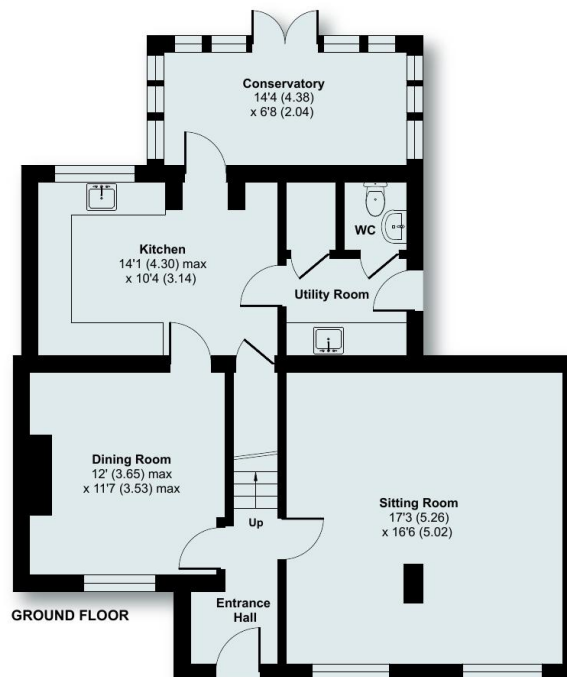 Conservatory
14'4 (4.38)
x 6'8 (2.04)
Kitchen
14'1 (4.30) max
x 10'4 (3.14)
WC
Utility Room
Dining Room
12' (3.65) max
x 11'7 (3.53) max
Up
Sitting Room
17'3 (5.26)
x 16'6 (5.02)
Entrance
Hall
GROUND FLOOR